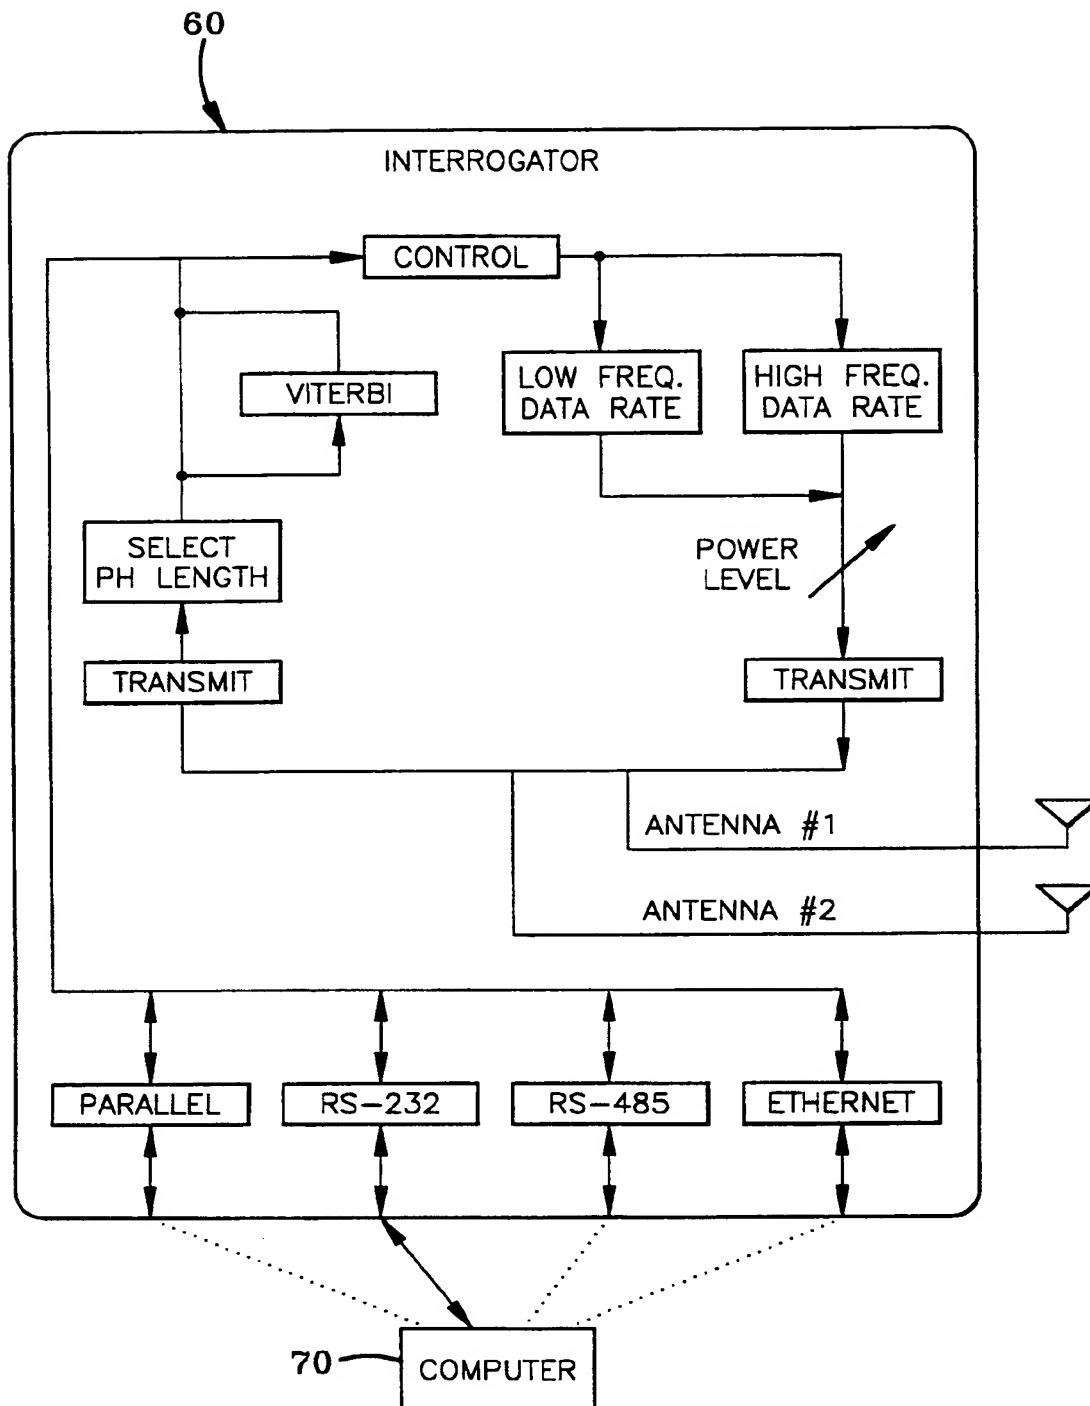 60
INTERROGATOR
CONTROL
LOW FREQ.
DATA RATE
HIGH FREQ.
DATA RATE
VITERBI
SELECT
PH LENGTH
POWER
LEVEL
TRANSMIT
TRANSMIT
ANTENNA #1
ANTENNA #2
PARALLEL
RS-232
RS-485
ETHERNET
70
COMPUTER